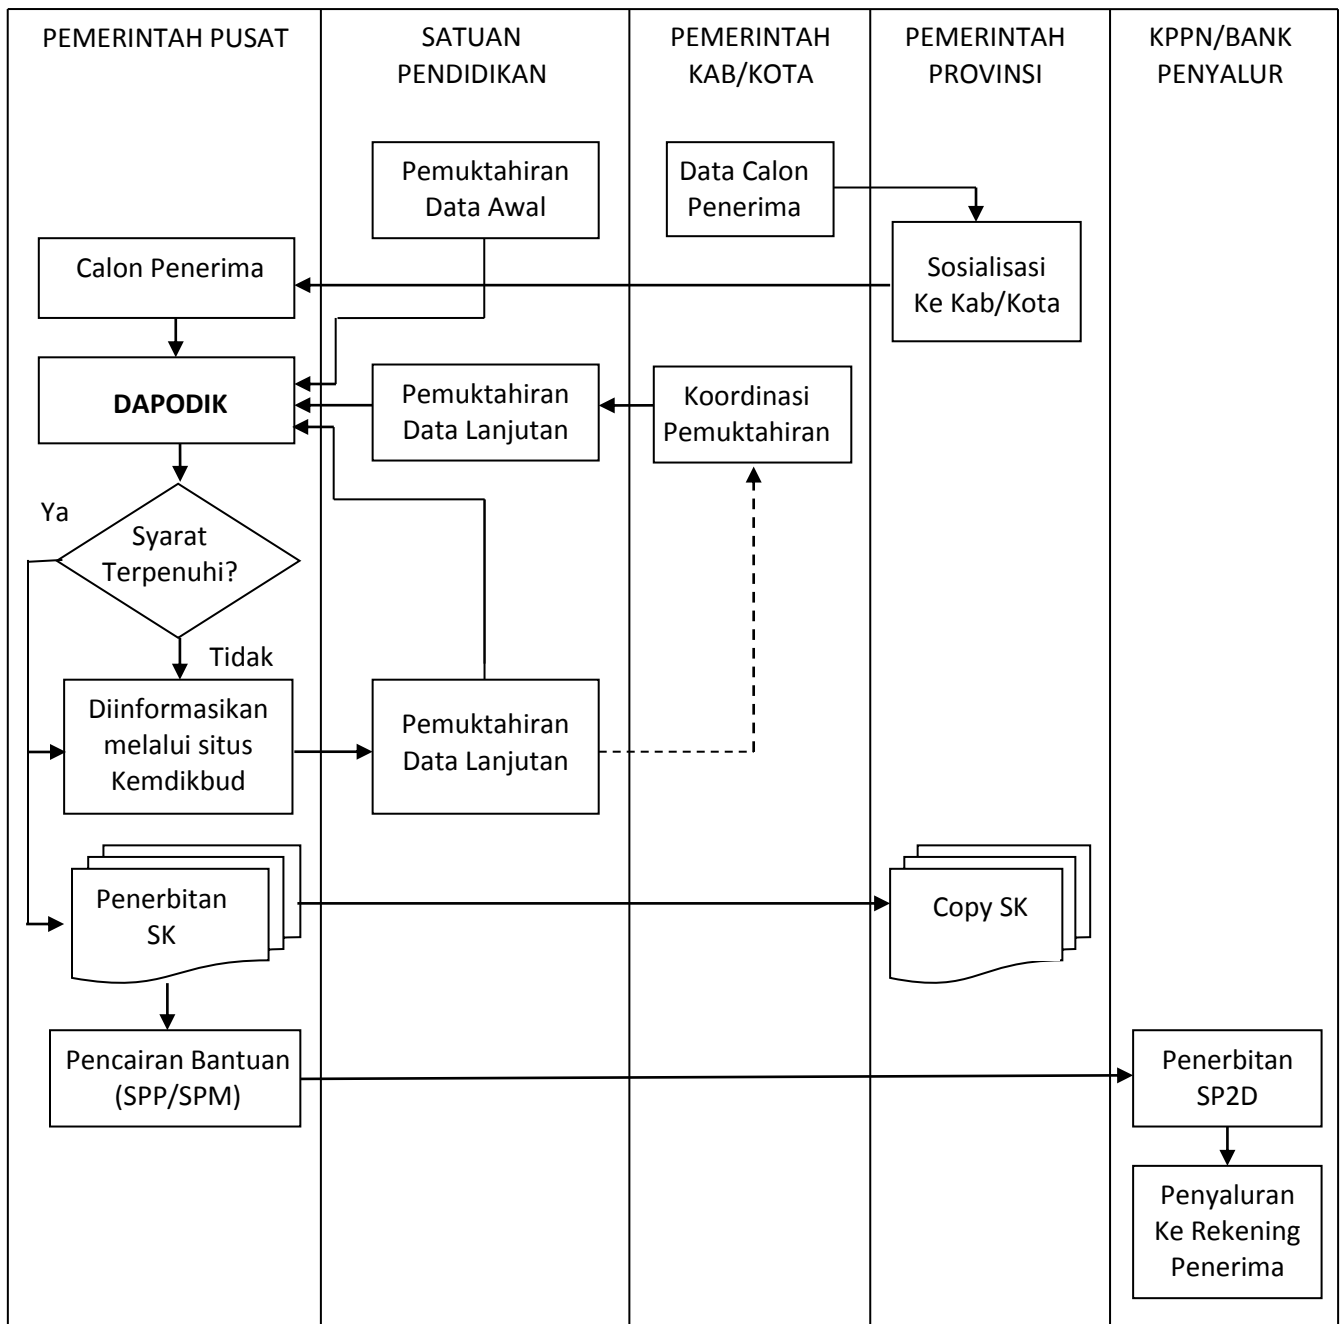 PEMERINTAH PUSAT
SATUAN
PENDIDIKAN
PEMERINTAH
KAB/KOTA
PEMERINTAH
PROVINSI
KPPN/BANK
PENYALUR
Pemuktahiran
Data Awal
Data Calon
Penerima
Calon Penerima
Sosialisasi
Ke Kab/Kota
DAPODIK
Pemuktahiran
Data Lanjutan
Koordinasi
Pemuktahiran
Ya
Syarat
Terpenuhi?
Tidak
Diinformasikan
melalui situs
Kemdikbud
Pemuktahiran
Data Lanjutan
Penerbitan
SK
Copy SK
Pencairan Bantuan
(SPP/SPM)
Penerbitan
SP2D
Penyaluran
Ke Rekening
Penerima